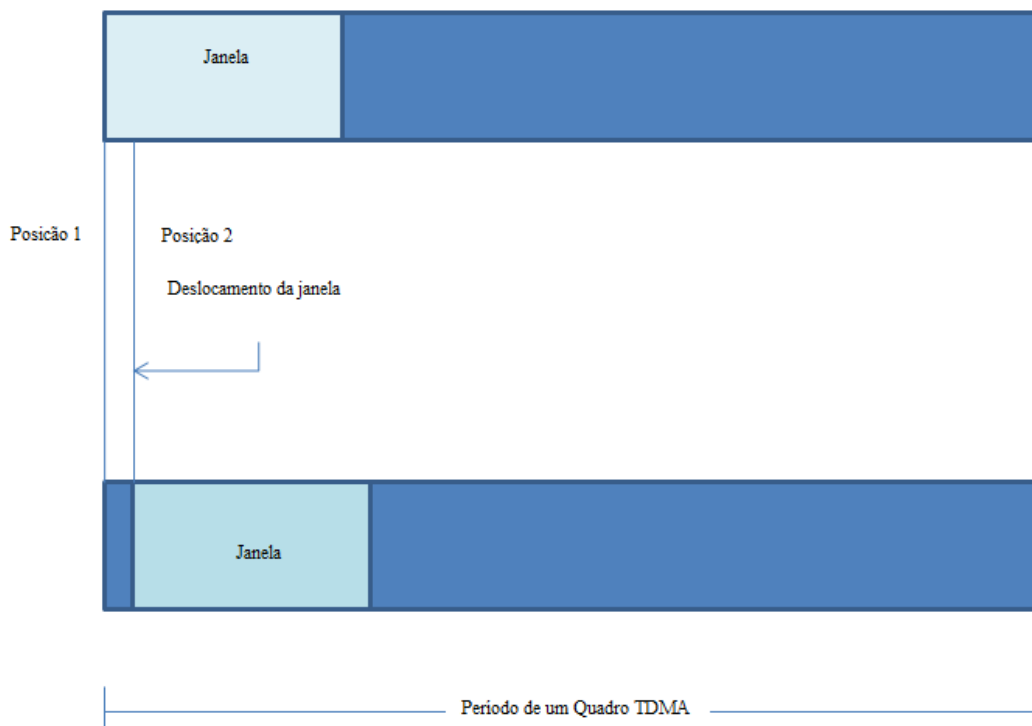 Janela
Posicão 1
Posição 2
Deslocamento da janela
Janela
Periodo de um Quadro TDMA